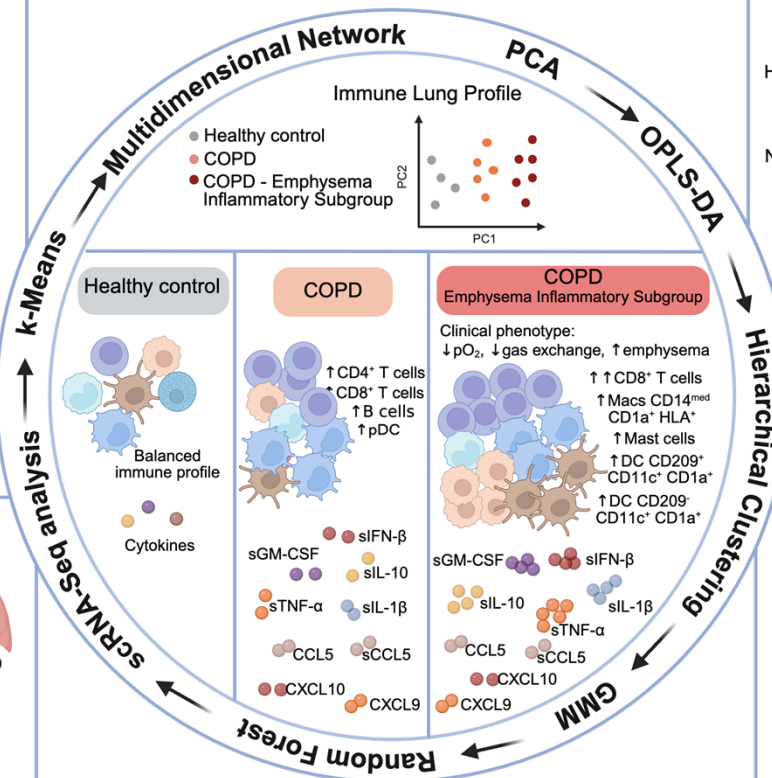 Multidimensional Network
PCA
OPLS-DA
Hierarchical Clustering
GMM
Random Forest
scRNA-Seq analysis
k-Means
Immune Lung Profile
Healthy control
COPD
COPD - Emphysema
Inflammatory Subgroup
PC2
PC1
Healthy control
Balanced
immune profile
Cytokines
COPD
↑CD4⁺ T cells
↑CD8⁺ T cells
↑B cells
↑pDC
sIFN-β
sGM-CSF
sIL-10
sTNF-α
sIL-1β
CCL5
sCCL5
CXCL10
CXCL9
COPD
Emphysema Inflammatory Subgroup
Clinical phenotype:
↓pO₂, ↓gas exchange, ↑emphysema
↑↑CD8⁺ T cells
↑Macs CD14ᵐᵉᵈ
CD1a⁺ HLA⁺
↑Mast cells
↑DC CD209⁺
CD11c⁺ CD1a⁺
↑DC CD209⁻
CD11c⁺ CD1a⁺
sGM-CSF
sIFN-β
sIL-10
sIL-1β
sTNF-α
CCL5
sCCL5
CXCL10
CXCL9